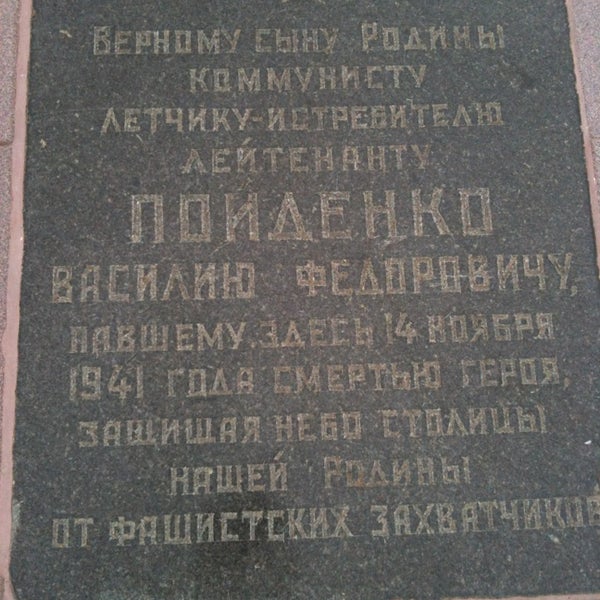 Верному сыну Родины
коммунисту
летчику-истребителю
лейтенанту
ПОЙДЕНКО
Василию Федоровичу,
павшему здесь 14 ноября
1941 года смертью героя,
защищая небо столицы
нашей Родины
от фашистских захватчиков